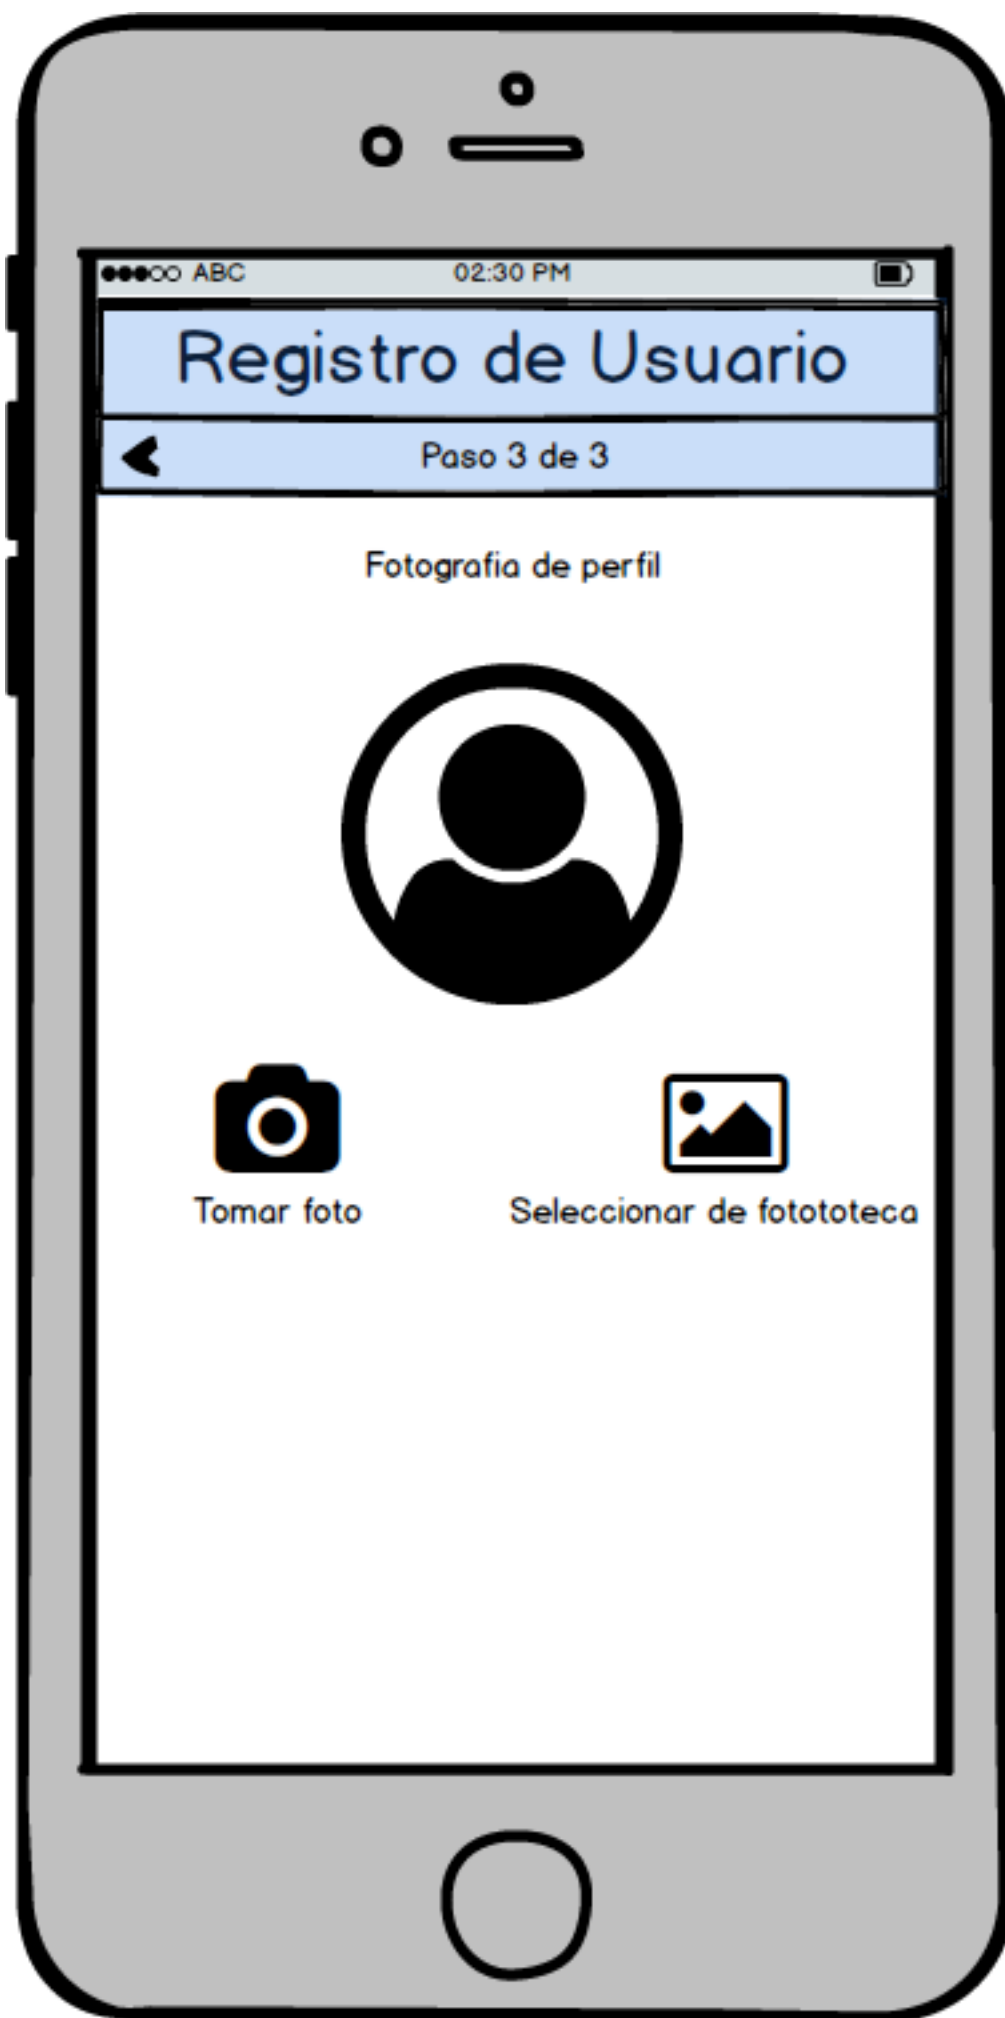 ABC 02:30 PM
Registro de Usuario
Paso 3 de 3
Fotografia de perfil
Tomar foto Seleccionar de fotototeca